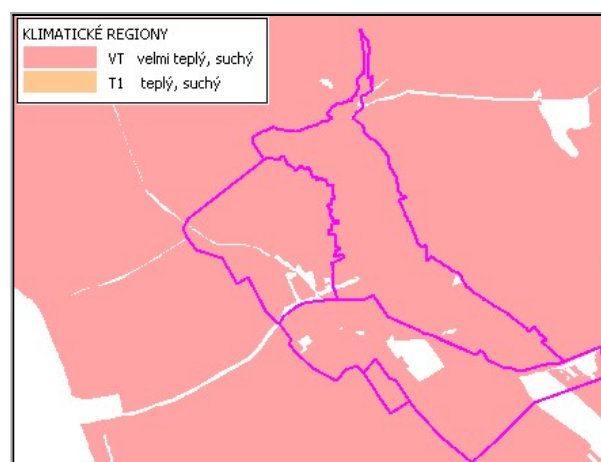 KLIMATICKÉ REGIONY
VT velmi teplý, suchý
T1 teplý, suchý